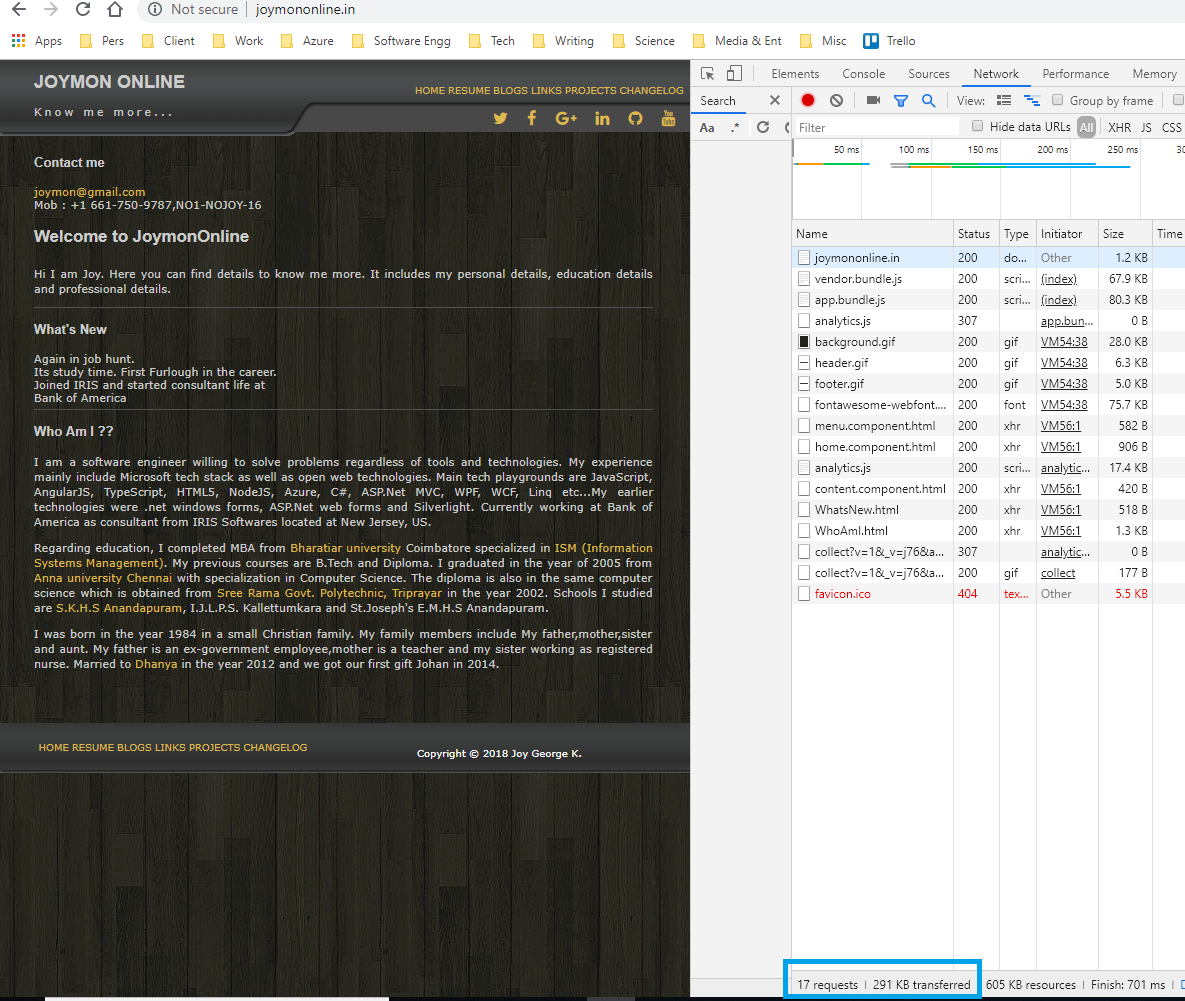 Not secure joymononline.in
Apps Pers Client Work Azure Software Engg Tech Writing Science Media & Ent Misc Trello
JOYMON ONLINE
Know me more...
HOME RESUME BLOGS LINKS PROJECTS CHANGELOG
Contact me
joymon@gmail.com
Mob : +1 661-750-9787,NO1-NOJOY-16
Welcome to JoymonOnline
Hi I am Joy. Here you can find details to know me more. It includes my personal details, education details
and professional details.
What's New
Again in job hunt.
Its study time. First Furlough in the career.
Joined IRIS and started consultant life at
Bank of America
Who Am I ??
I am a software engineer willing to solve problems regardless of tools and technologies. My experience
mainly include Microsoft tech stack as well as open web technologies. Main tech playgrounds are JavaScript,
AngularJS, TypeScript, HTML5, NodeJS, Azure, C#, ASP.Net MVC, WPF, WCF, Linq etc...My earlier
technologies were .net windows forms, ASP.Net web forms and Silverlight. Currently working at Bank of
America as consultant from IRIS Softwares located at New Jersey, US.
Regarding education, I completed MBA from Bharatiar university Coimbatore specialized in ISM (Information
Systems Management). My previous courses are B.Tech and Diploma. I graduated in the year of 2005 from
Anna university Chennai with specialization in Computer Science. The diploma is also in the same computer
science which is obtained from Sree Rama Govt. Polytechnic, Triprayar in the year 2002. Schools I studied
are S.K.H.S Anandapuram, I.J.L.P.S. Kallettumkara and St.Joseph's E.M.H.S Anandapuram.
I was born in the year 1984 in a small Christian family. My family members include My father,mother,sister
and aunt. My father is an ex-government employee,mother is a teacher and my sister working as registered
nurse. Married to Dhanya in the year 2012 and we got our first gift Johan in 2014.
HOME RESUME BLOGS LINKS PROJECTS CHANGELOG
Copyright © 2018 Joy George K.
Elements Console Sources Network Performance Memory
Search
View: Group by frame
Aa .*
Filter Hide data URLs All XHR JS CSS
50 ms 100 ms 150 ms 200 ms 250 ms 30
Name Status Type Initiator Size Time
joymononline.in 200 do... Other 1.2 KB
vendor.bundle.js 200 scri... (index) 67.9 KB
app.bundle.js 200 scri... (index) 80.3 KB
analytics.js 307 app.bun... 0 B
background.gif 200 gif VM54:38 28.0 KB
header.gif 200 gif VM54:38 6.3 KB
footer.gif 200 gif VM54:38 5.0 KB
fontawesome-webfont.... 200 font VM54:38 75.7 KB
menu.component.html 200 xhr VM56:1 582 B
home.component.html 200 xhr VM56:1 906 B
analytics.js 200 scri... analytic... 17.4 KB
content.component.html 200 xhr VM56:1 420 B
WhatsNew.html 200 xhr VM56:1 518 B
WhoAmI.html 200 xhr VM56:1 1.3 KB
collect?v=1&_v=j76&a... 307 analytic... 0 B
collect?v=1&_v=j76&a... 200 gif collect 177 B
favicon.ico 404 tex... Other 5.5 KB
17 requests 291 KB transferred 605 KB resources Finish: 701 ms